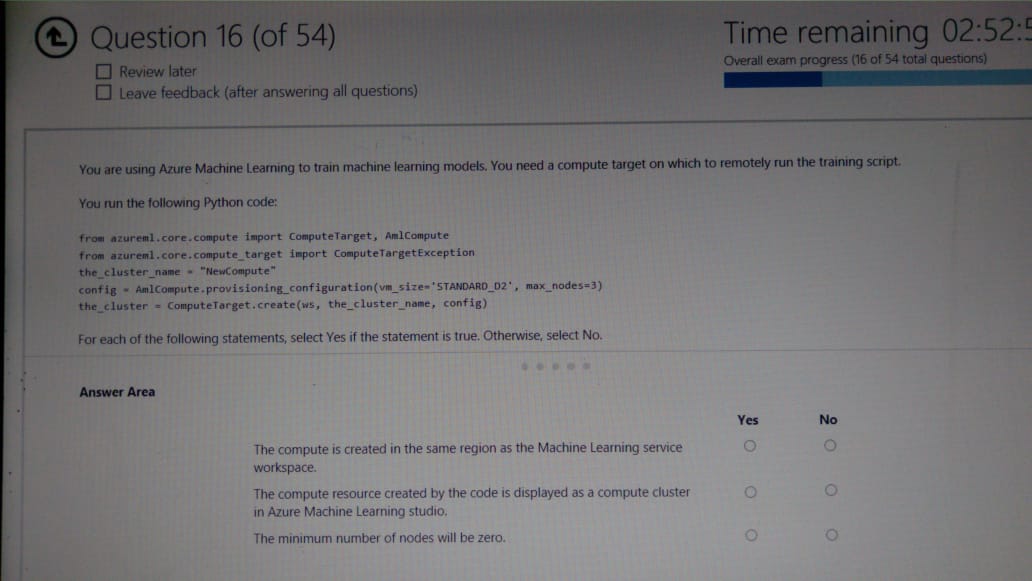 Question 16 (of 54)
Review later
Leave feedback (after answering all questions)
Time remaining 02:52:
Overall exam progress (16 of 54 total questions)
You are using Azure Machine Learning to train machine learning models. You need a compute target on which to remotely run the training script.
You run the following Python code:
from azureml.core.compute import ComputeTarget, AmlCompute
from azureml.core.compute_target import ComputeTargetException
the_cluster_name = "NewCompute"
config = AmlCompute.provisioning_configuration(vm_size='STANDARD_D2', max_nodes=3)
the_cluster = ComputeTarget.create(ws, the_cluster_name, config)
For each of the following statements, select Yes if the statement is true. Otherwise, select No.
Answer Area
Yes No
The compute is created in the same region as the Machine Learning service
workspace.
The compute resource created by the code is displayed as a compute cluster
in Azure Machine Learning studio.
The minimum number of nodes will be zero.